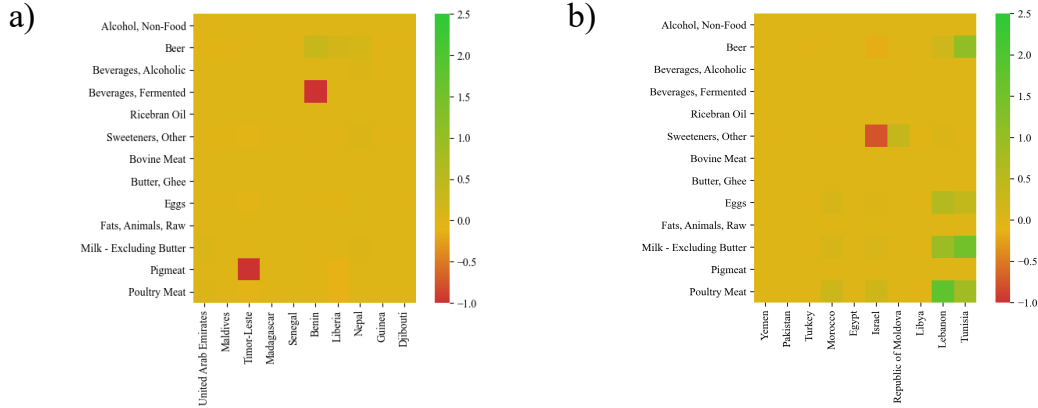 a)
Alcohol, Non-Food
Beer
Beverages, Alcoholic
Beverages, Fermented
Ricebran Oil
Sweeteners, Other
Bovine Meat
Butter, Ghee
Eggs
Fats, Animals, Raw
Milk - Excluding Butter
Pigmeat
Poultry Meat
United Arab Emirates
Maldives
Timor-Leste
Madagascar
Senegal
Benin
Liberia
Nepal
Guinea
Djibouti
2.5
2.0
1.5
1.0
0.5
0.0
−0.5
−1.0
b)
Alcohol, Non-Food
Beer
Beverages, Alcoholic
Beverages, Fermented
Ricebran Oil
Sweeteners, Other
Bovine Meat
Butter, Ghee
Eggs
Fats, Animals, Raw
Milk - Excluding Butter
Pigmeat
Poultry Meat
Yemen
Pakistan
Turkey
Morocco
Egypt
Israel
Republic of Moldova
Libya
Lebanon
Tunisia
2.5
2.0
1.5
1.0
0.5
0.0
−0.5
−1.0